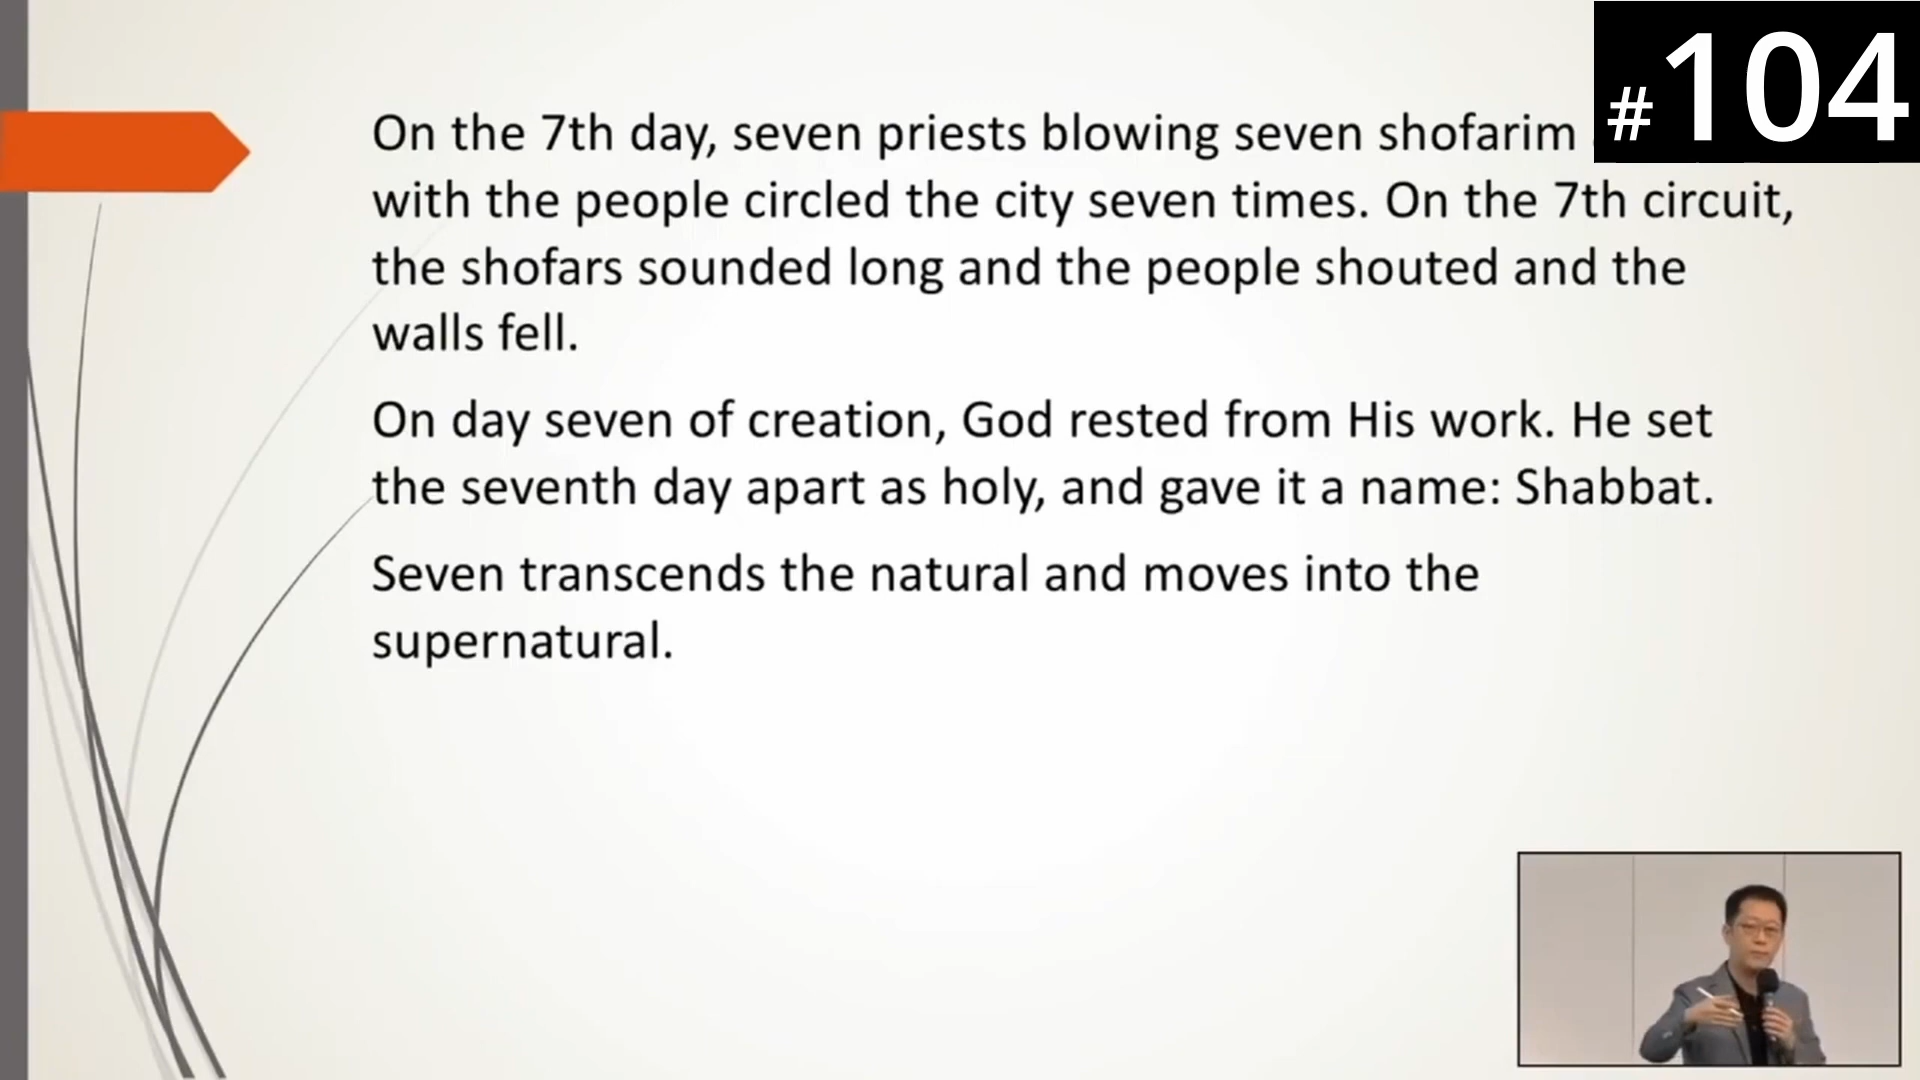 #104
On the 7th day, seven priests blowing seven shofarim
with the people circled the city seven times. On the 7th circuit,
the shofars sounded long and the people shouted and the
walls fell.
On day seven of creation, God rested from His work. He set
the seventh day apart as holy, and gave it a name: Shabbat.
Seven transcends the natural and moves into the
supernatural.